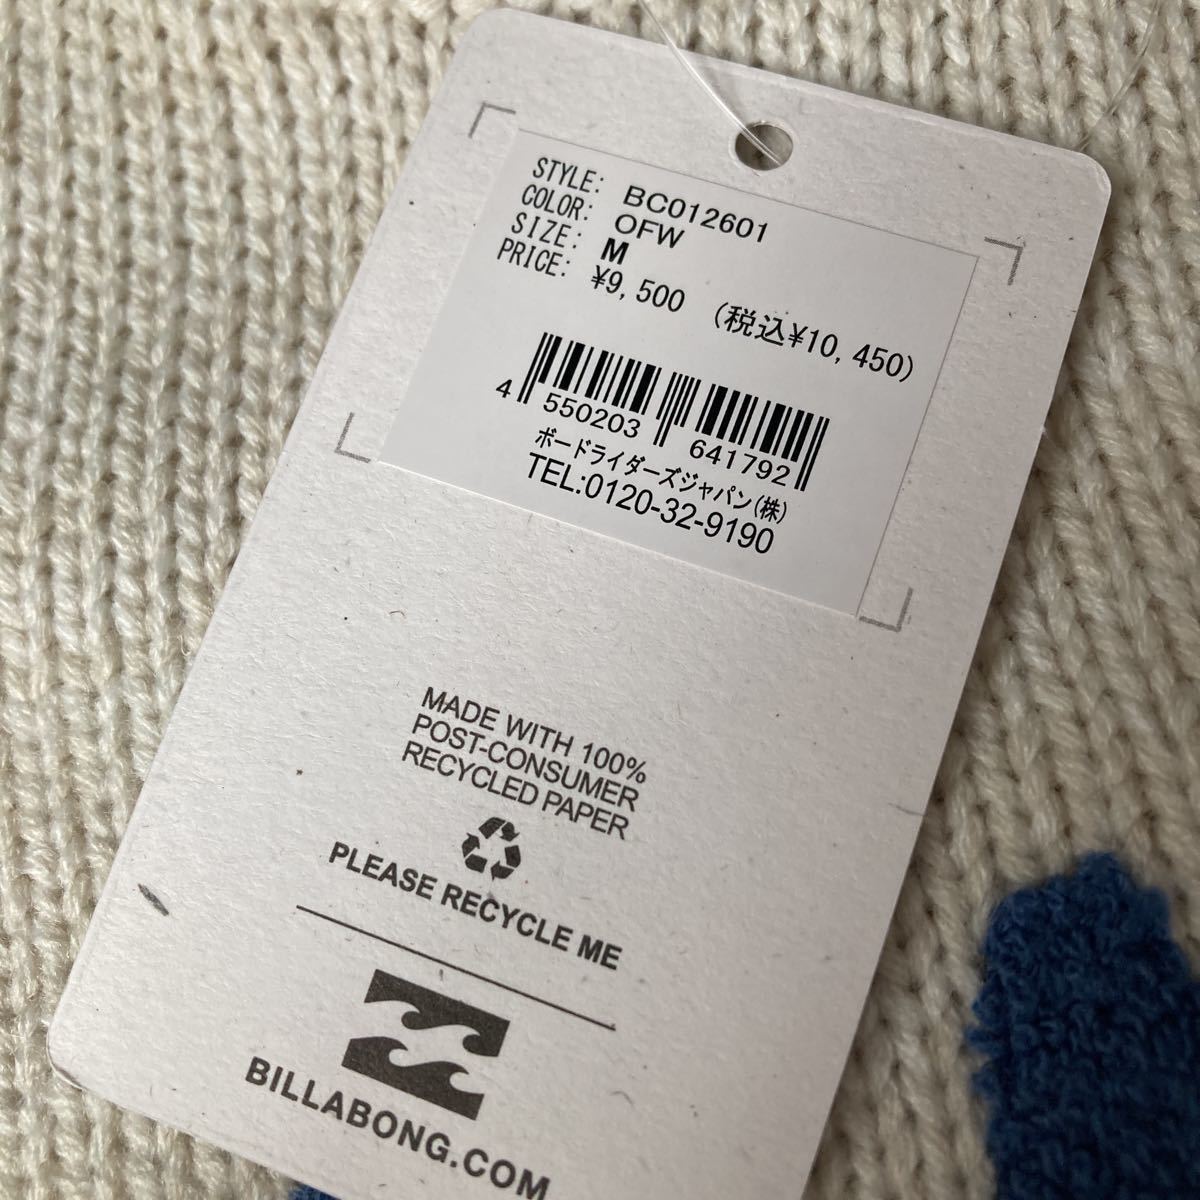 STYLE: BC012601
COLOR: OFW
SIZE: M
PRICE: ¥9,500 (税込¥10,450)
4 550203 641792
ボードライダーズジャパン(株)
TEL:0120-32-9190
MADE WITH 100%
POST-CONSUMER
RECYCLED PAPER
PLEASE RECYCLE ME
BILLABONG.COM